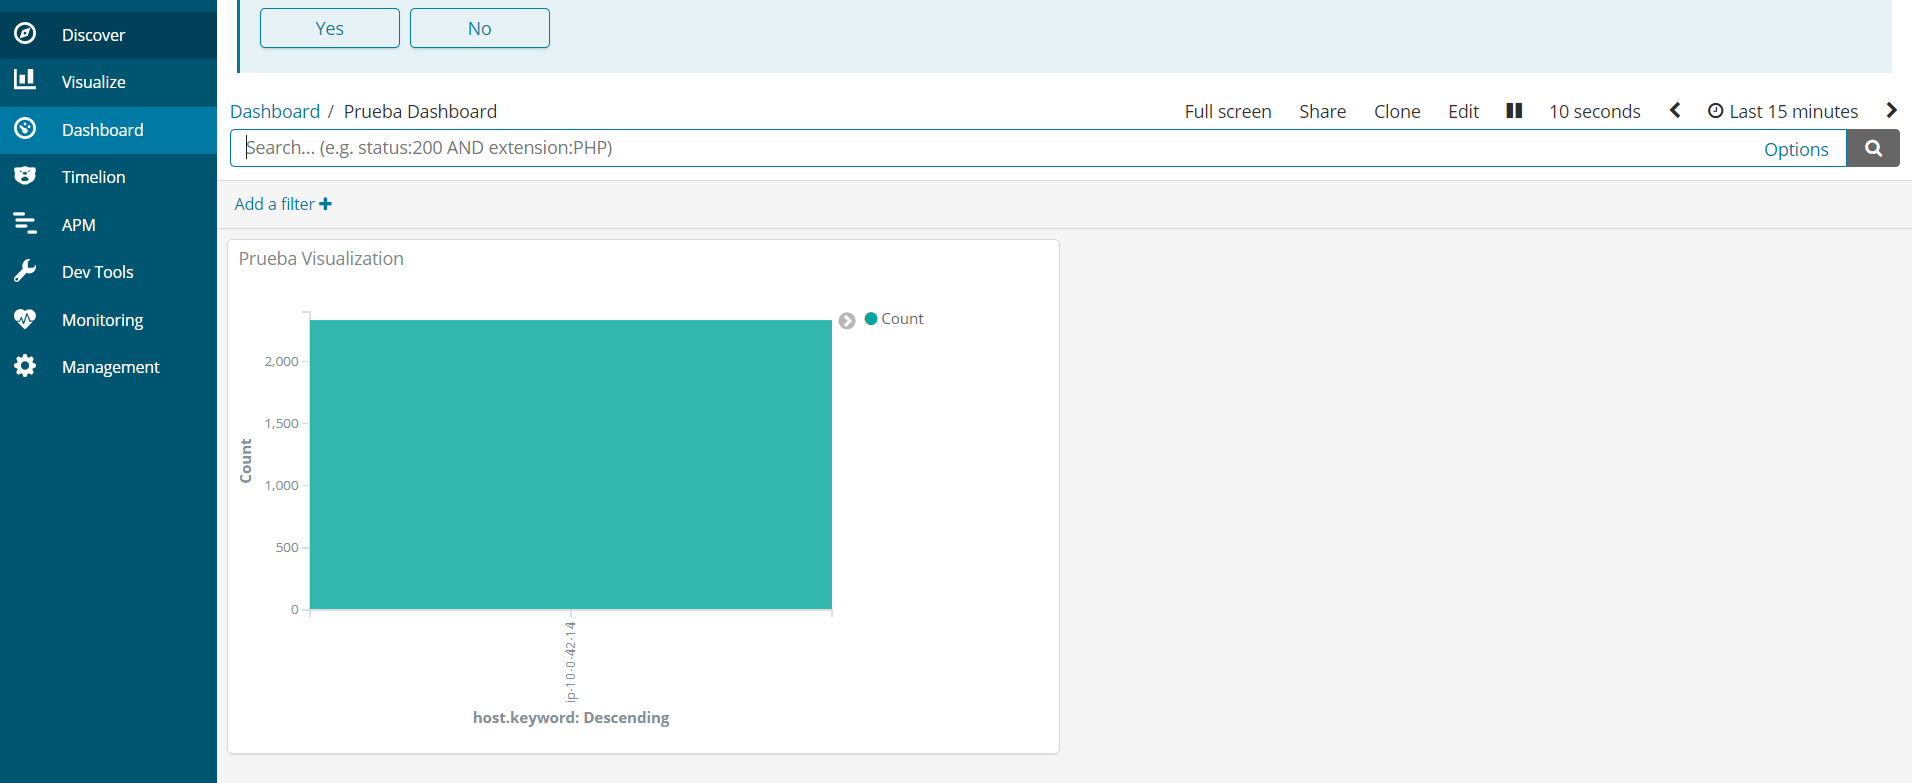 Yes No
Discover
Visualize
Dashboard
Timelion
APM
Dev Tools
Monitoring
Management
Dashboard / Prueba Dashboard
Full screen Share Clone Edit 10 seconds Last 15 minutes
Search... (e.g. status:200 AND extension:PHP)
Options
Add a filter
Prueba Visualization
Count
2,000
1,500
1,000
500
0
Count
ip-10-0-42-14
host.keyword: Descending